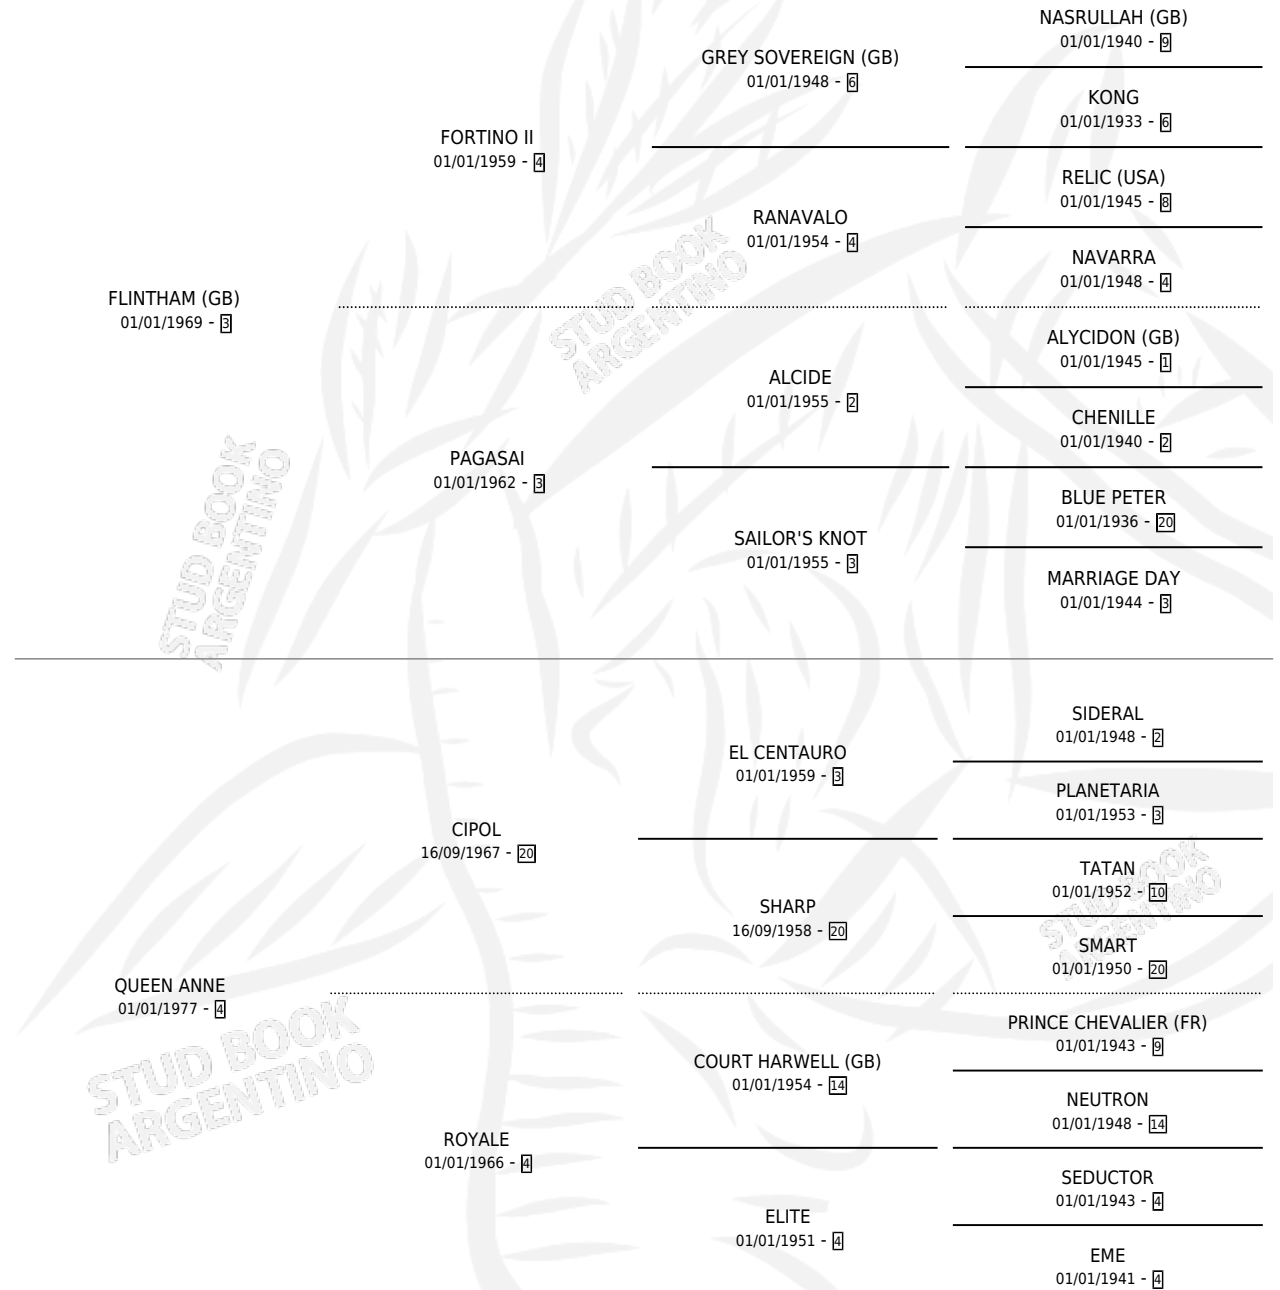 NASRULLAH (GB)
01/01/1940 - 9
GREY SOVEREIGN (GB)
01/01/1948 - 6
KONG
01/01/1933 - 6
FORTINO II
01/01/1959 - 4
RELIC (USA)
01/01/1945 - 8
RANAVALO
01/01/1954 - 4
NAVARRA
01/01/1948 - 4
FLINTHAM (GB)
01/01/1969 - 3
ALYCIDON (GB)
01/01/1945 - 1
ALCIDE
01/01/1955 - 2
CHENILLE
01/01/1940 - 2
PAGASAI
01/01/1962 - 3
BLUE PETER
01/01/1936 - 20
SAILOR'S KNOT
01/01/1955 - 3
MARRIAGE DAY
01/01/1944 - 3
SIDERAL
01/01/1948 - 2
EL CENTAURO
01/01/1959 - 3
PLANETARIA
01/01/1953 - 3
CIPOL
16/09/1967 - 20
TATAN
01/01/1952 - 10
SHARP
16/09/1958 - 20
SMART
01/01/1950 - 20
QUEEN ANNE
01/01/1977 - 4
PRINCE CHEVALIER (FR)
01/01/1943 - 9
COURT HARWELL (GB)
01/01/1954 - 14
NEUTRON
01/01/1948 - 14
ROYALE
01/01/1966 - 4
SEDUCTOR
01/01/1943 - 4
ELITE
01/01/1951 - 4
EME
01/01/1941 - 4
STUD BOOK
ARGENTINO
STUD BOOK
ARGENTINO
STUD BOOK
ARGENTINO
STUD BOOK
ARGENTINO